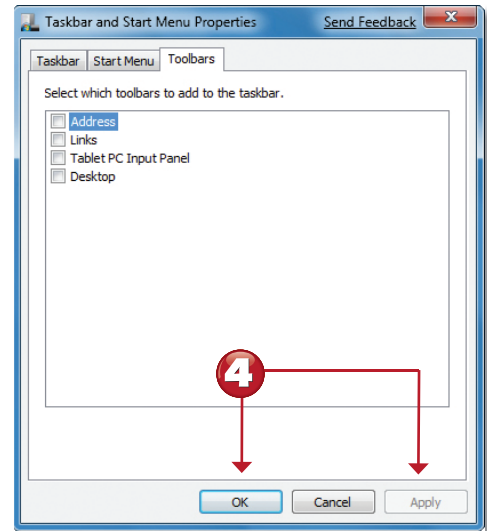 Taskbar and Start Menu Properties Send Feedback X
Taskbar Start Menu Toolbars
Select which toolbars to add to the taskbar.
Address
Links
Tablet PC Input Panel
Desktop
4
OK Cancel Apply